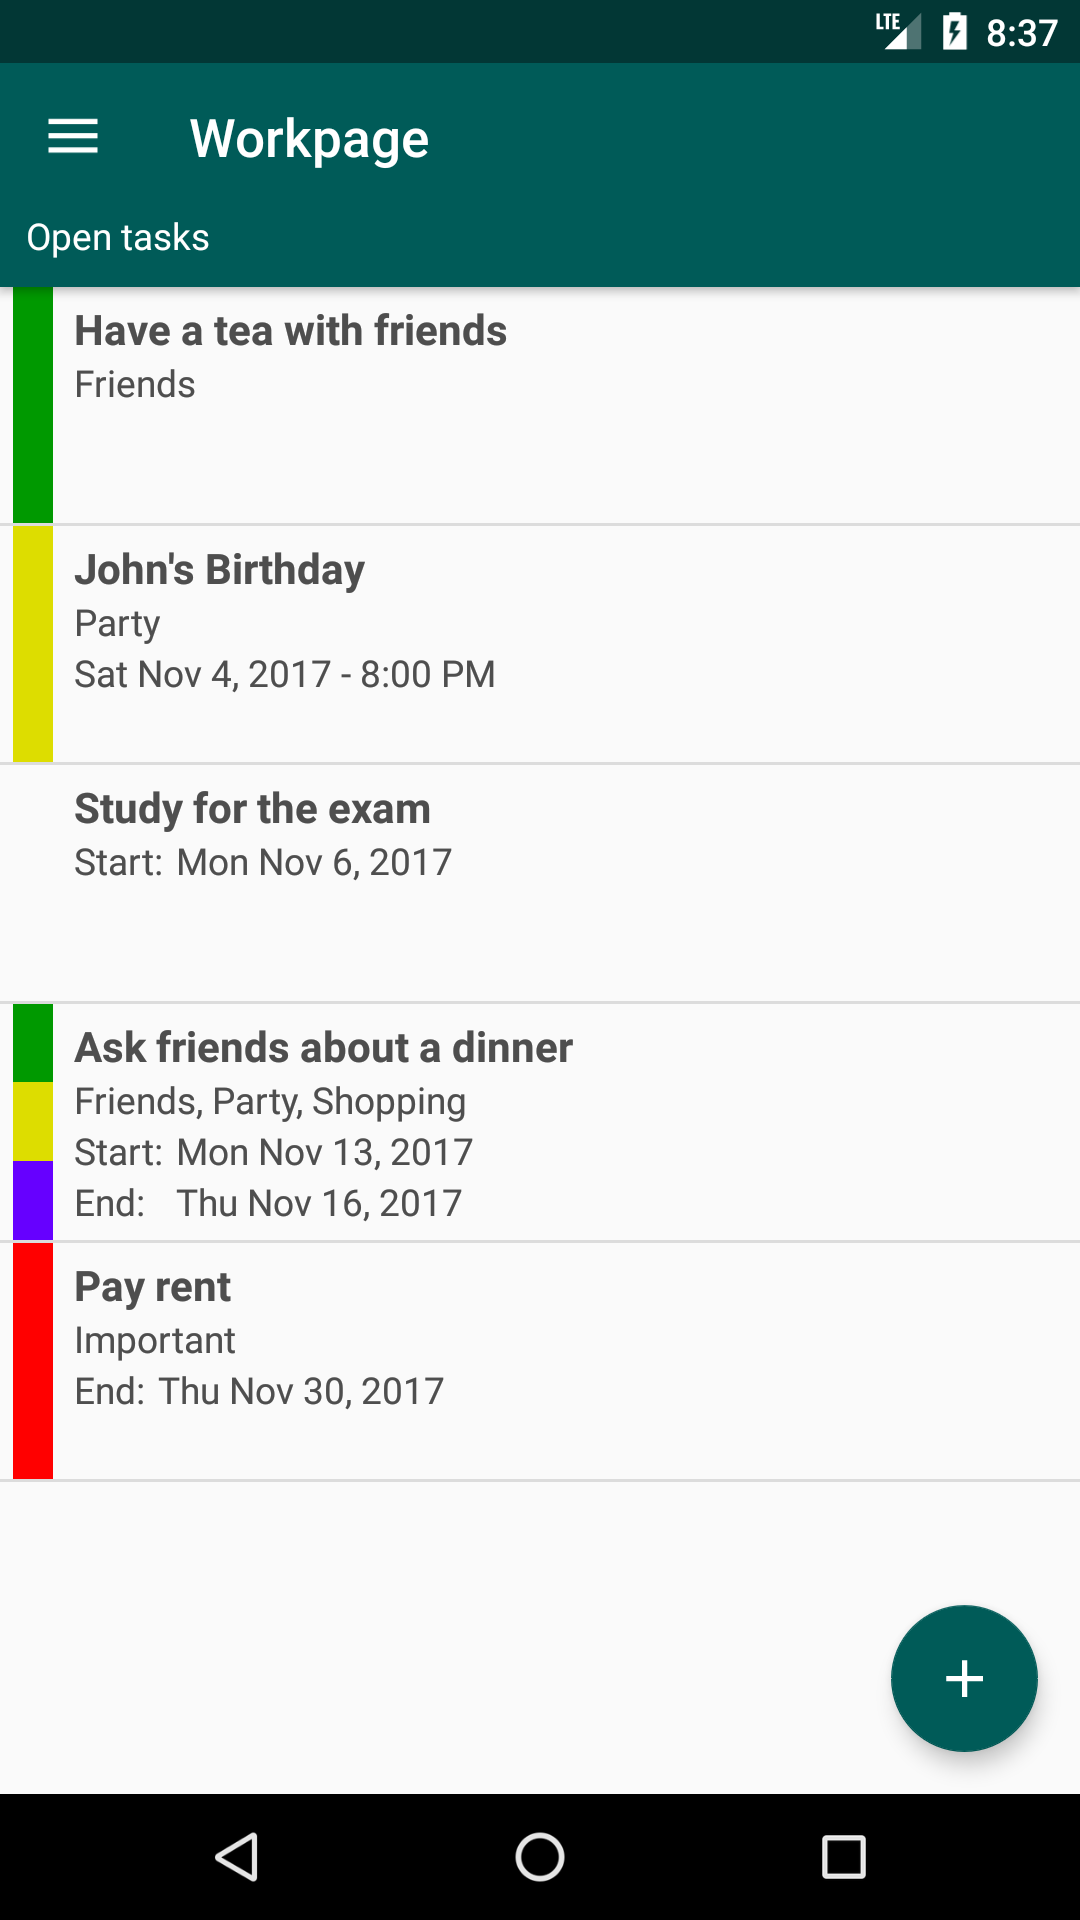 LTE 8:37
Workpage
Open tasks
Have a tea with friends
Friends
John's Birthday
Party
Sat Nov 4, 2017 - 8:00 PM
Study for the exam
Start: Mon Nov 6, 2017
Ask friends about a dinner
Friends, Party, Shopping
Start: Mon Nov 13, 2017
End: Thu Nov 16, 2017
Pay rent
Important
End: Thu Nov 30, 2017